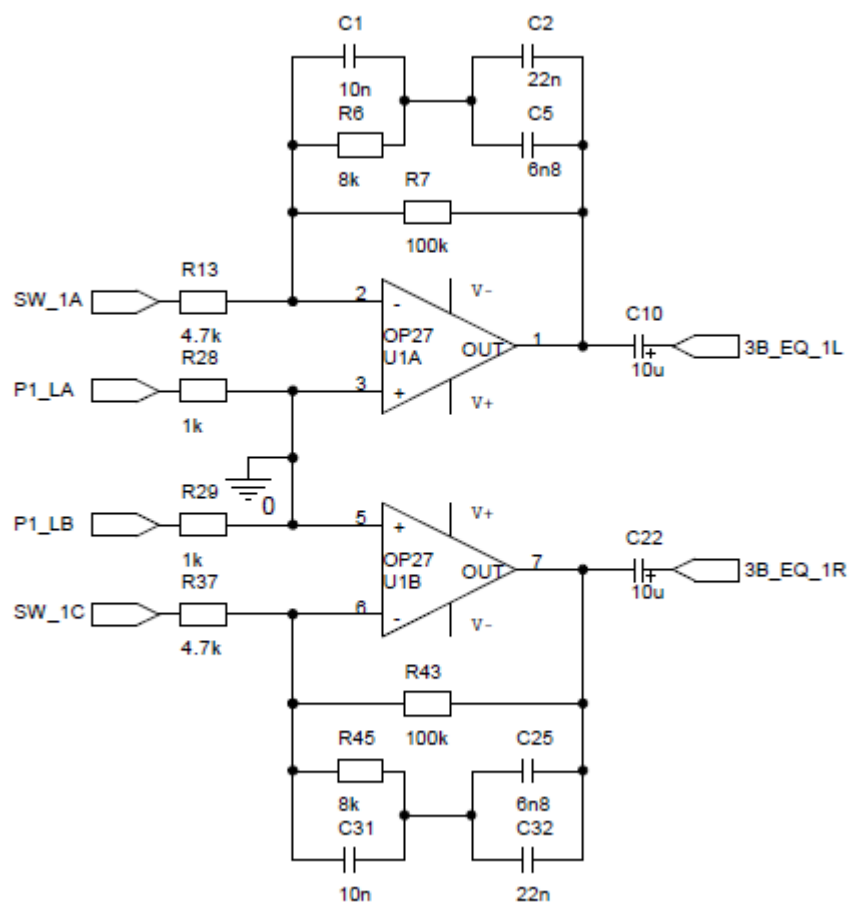 C1
C2
10n
22n
R6
C5
8k
6n8
R7
100k
R13
SW_1A
4.7k
2
-
V-
OP27
U1A
OUT
1
C10
10u
+
3B_EQ_1L
R28
P1_LA
1k
3
+
V+
0
R29
P1_LB
1k
5
+
V+
OP27
U1B
OUT
7
C22
10u
+
3B_EQ_1R
R37
SW_1C
4.7k
6
-
V-
R43
100k
R45
C25
8k
6n8
C31
C32
10n
22n